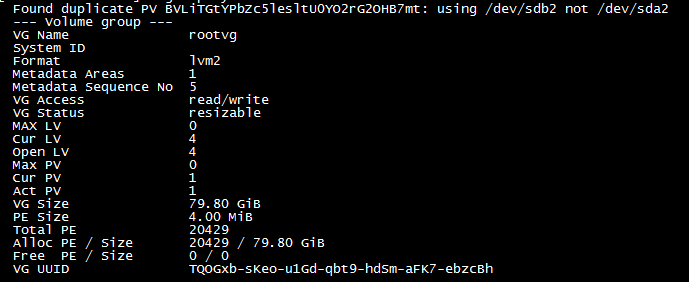 Found duplicate PV BVLiTGtYPbZc5lesltU0YO2rG2OHB7mt: using /dev/sdb2 not /dev/sda2
--- Volume group ---
VG Name rootvg
System ID
Format lvm2
Metadata Areas 1
Metadata Sequence No 5
VG Access read/write
VG Status resizable
MAX LV 0
Cur LV 4
Open LV 4
Max PV 0
Cur PV 1
Act PV 1
VG Size 79.80 GiB
PE Size 4.00 MiB
Total PE 20429
Alloc PE / Size 20429 / 79.80 GiB
Free PE / Size 0 / 0
VG UUID TQOGxb-sKeo-u1Gd-qbt9-hdSm-aFK7-ebzcBh